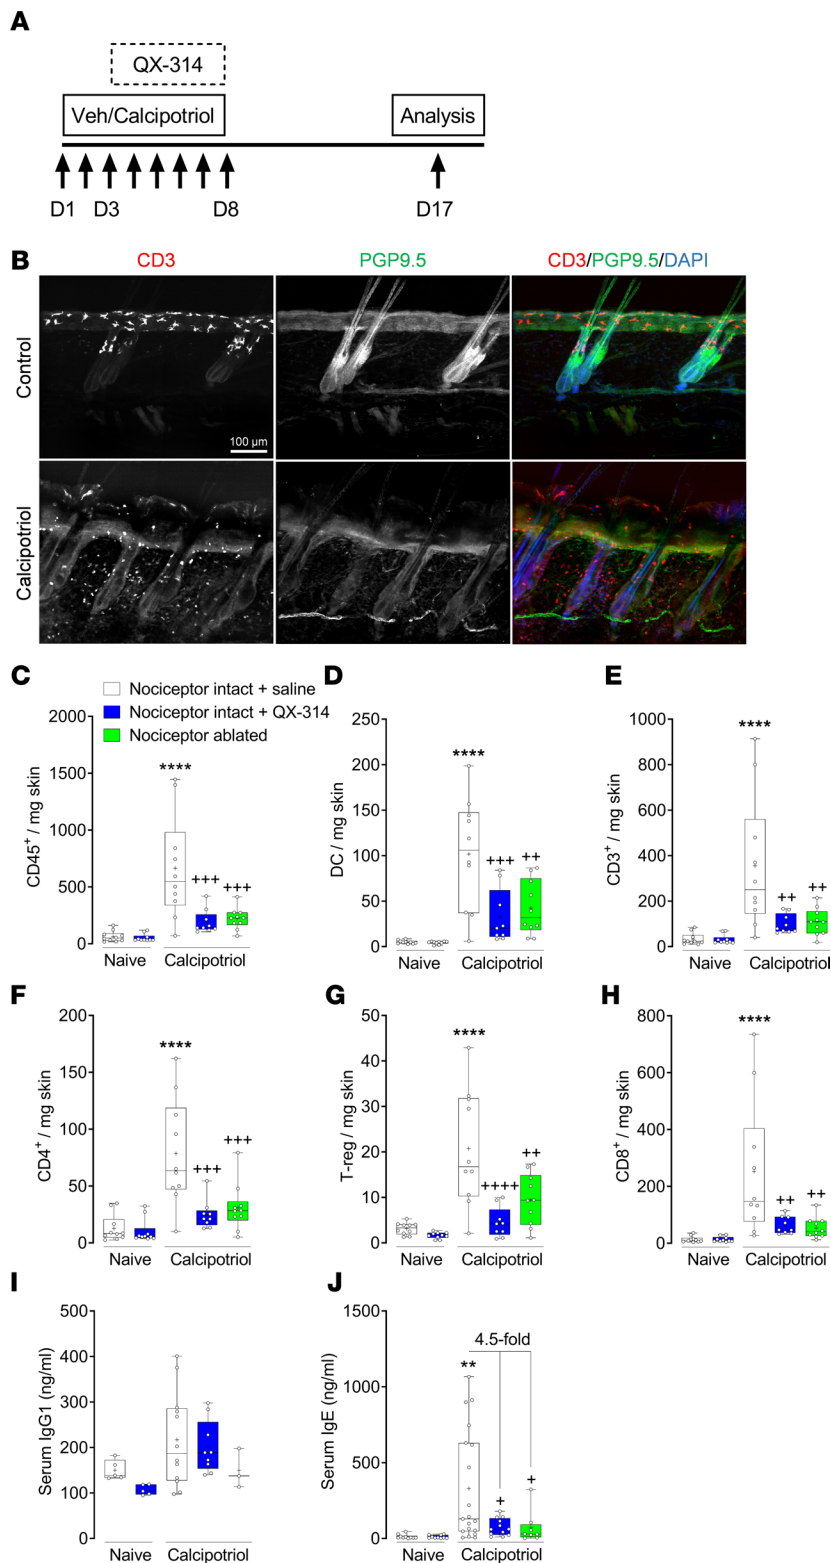 A
QX-314
Veh/Calcipotriol
Analysis
D1
D3
D8
D17
B
CD3
PGP9.5
CD3/PGP9.5/DAPI
Control
100 µm
Calcipotriol
C
Nociceptor intact + saline
Nociceptor intact + QX-314
Nociceptor ablated
CD45⁺ / mg skin
2000
1500
1000
500
0
****
+++
+++
Naive
Calcipotriol
D
DC / mg skin
250
200
150
100
50
0
****
+++
++
Naive
Calcipotriol
E
CD3⁺ / mg skin
1000
800
600
400
200
0
****
++
++
Naive
Calcipotriol
F
CD4⁺ / mg skin
200
150
100
50
0
****
+++
+++
Naive
Calcipotriol
G
T-reg / mg skin
50
40
30
20
10
0
****
++++
++
Naive
Calcipotriol
H
CD8⁺ / mg skin
800
600
400
200
0
****
++
++
Naive
Calcipotriol
I
Serum IgG1 (ng/ml)
500
400
300
200
100
0
Naive
Calcipotriol
J
Serum IgE (ng/ml)
1500
1000
500
0
4.5-fold
**
+
+
Naive
Calcipotriol